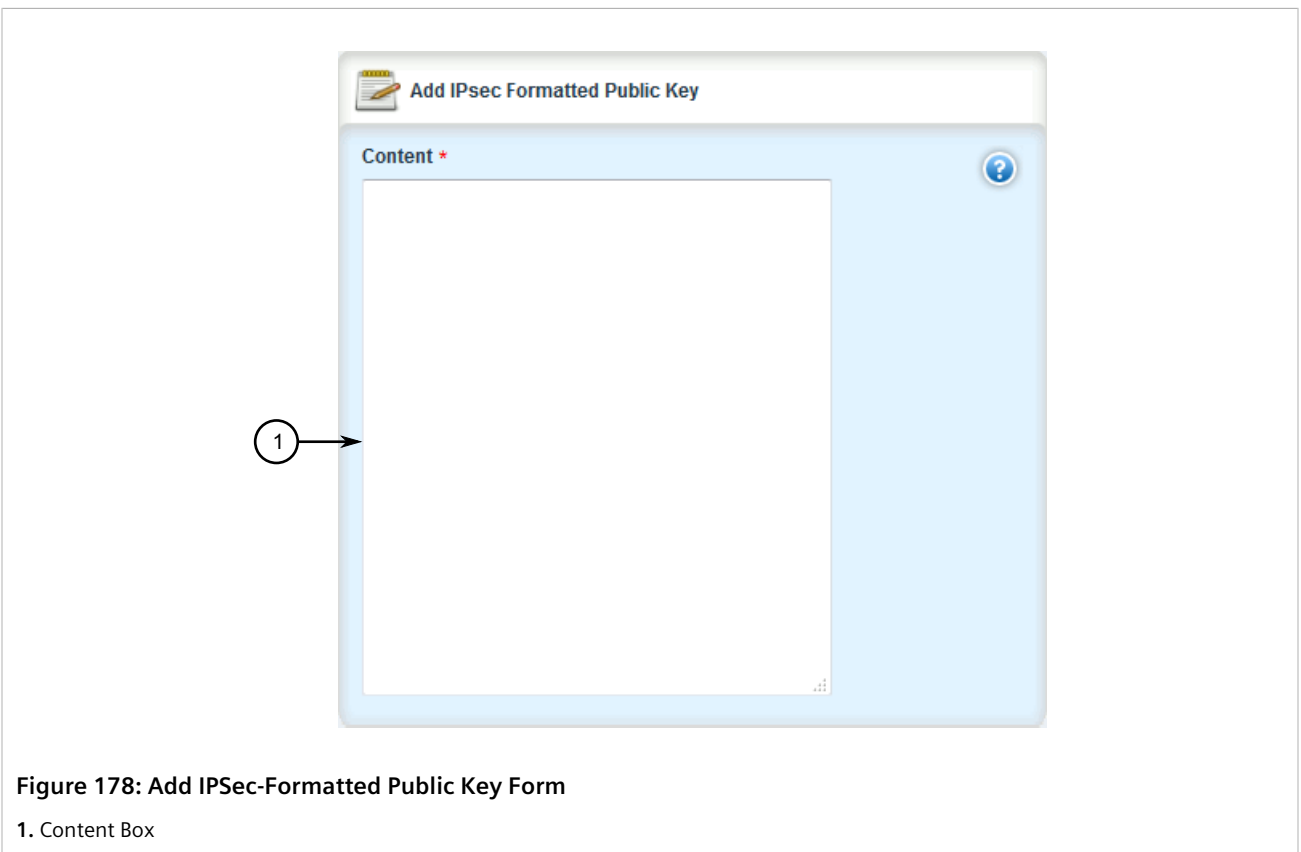 Add IPsec Formatted Public Key
Content *
?
1
Figure 178: Add IPSec-Formatted Public Key Form
1. Content Box